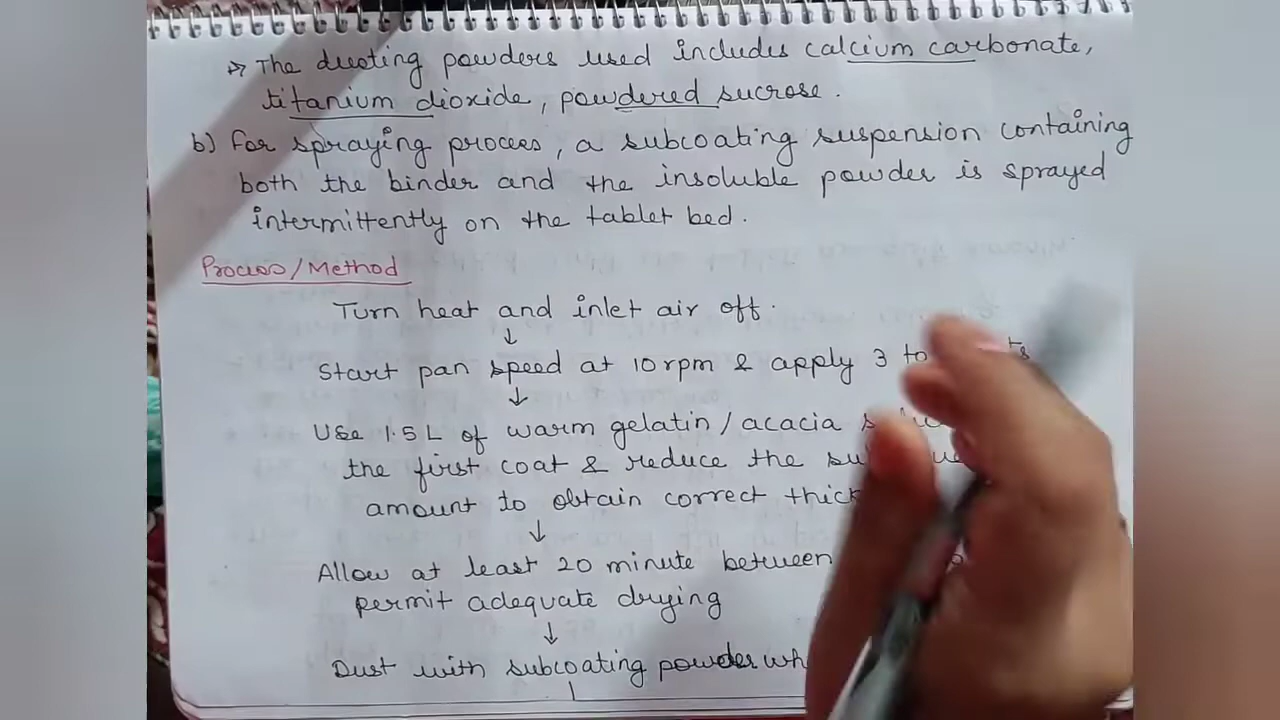 ⇒ The dusting powders used includes calcium carbonate,
titanium dioxide, powdered sucrose.
b) For spraying process, a subcoating suspension containing
both the binder and the insoluble powder is sprayed
intermittently on the tablet bed.
Process/Method
Turn heat and inlet air off.
↓
Start pan speed at 10 rpm & apply 3 to
↓
Use 1.5 L of warm gelatin / acacia
the first coat & reduce the
amount to obtain correct
↓
Allow at least 20 minute between
permit adequate drying
↓
Dust with subcoating powder